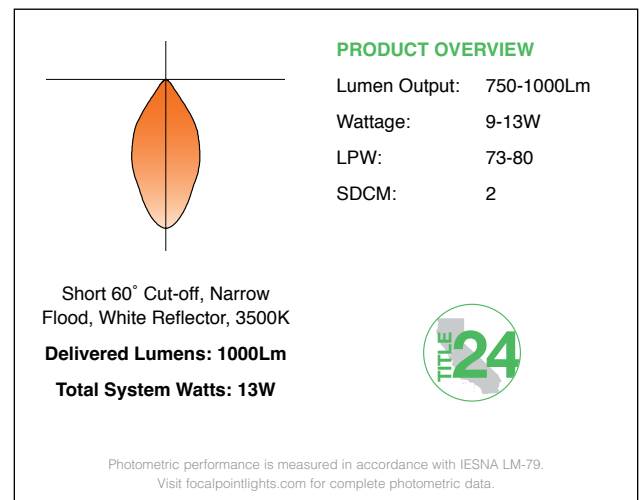 PRODUCT OVERVIEW
Lumen Output: 750-1000Lm
Wattage: 9-13W
LPW: 73-80
SDCM: 2
Short 60˚ Cut-off, Narrow
Flood, White Reflector, 3500K
Delivered Lumens: 1000Lm
Total System Watts: 13W
TITLE 24
Photometric performance is measured in accordance with IESNA LM-79.
Visit focalpointlights.com for complete photometric data.